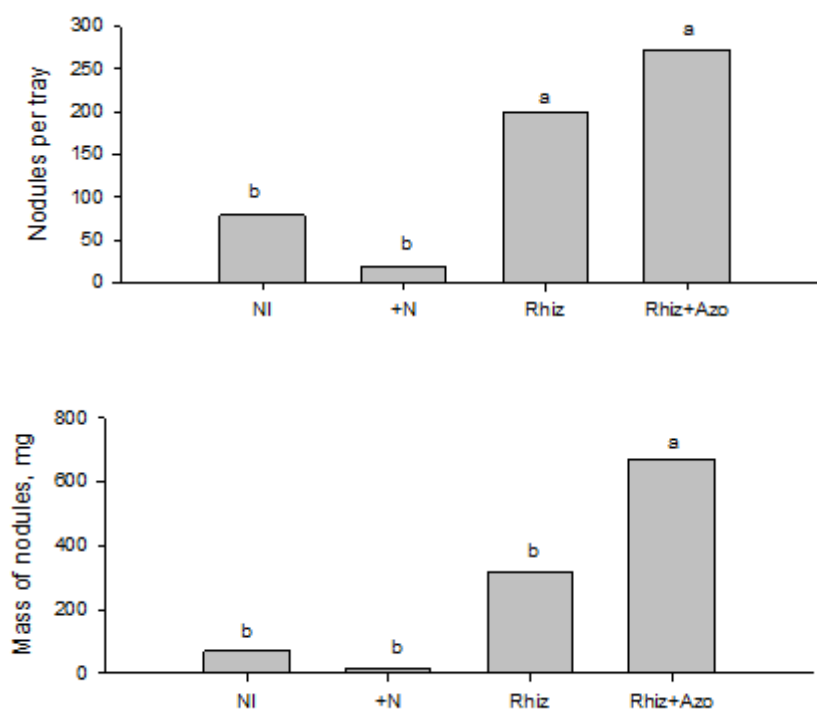 Nodules per tray
300
250
200
150
100
50
0
b
b
a
a
NI +N Rhiz Rhiz+Azo
Mass of nodules, mg
800
600
400
200
0
b
b
b
a
NI +N Rhiz Rhiz+Azo